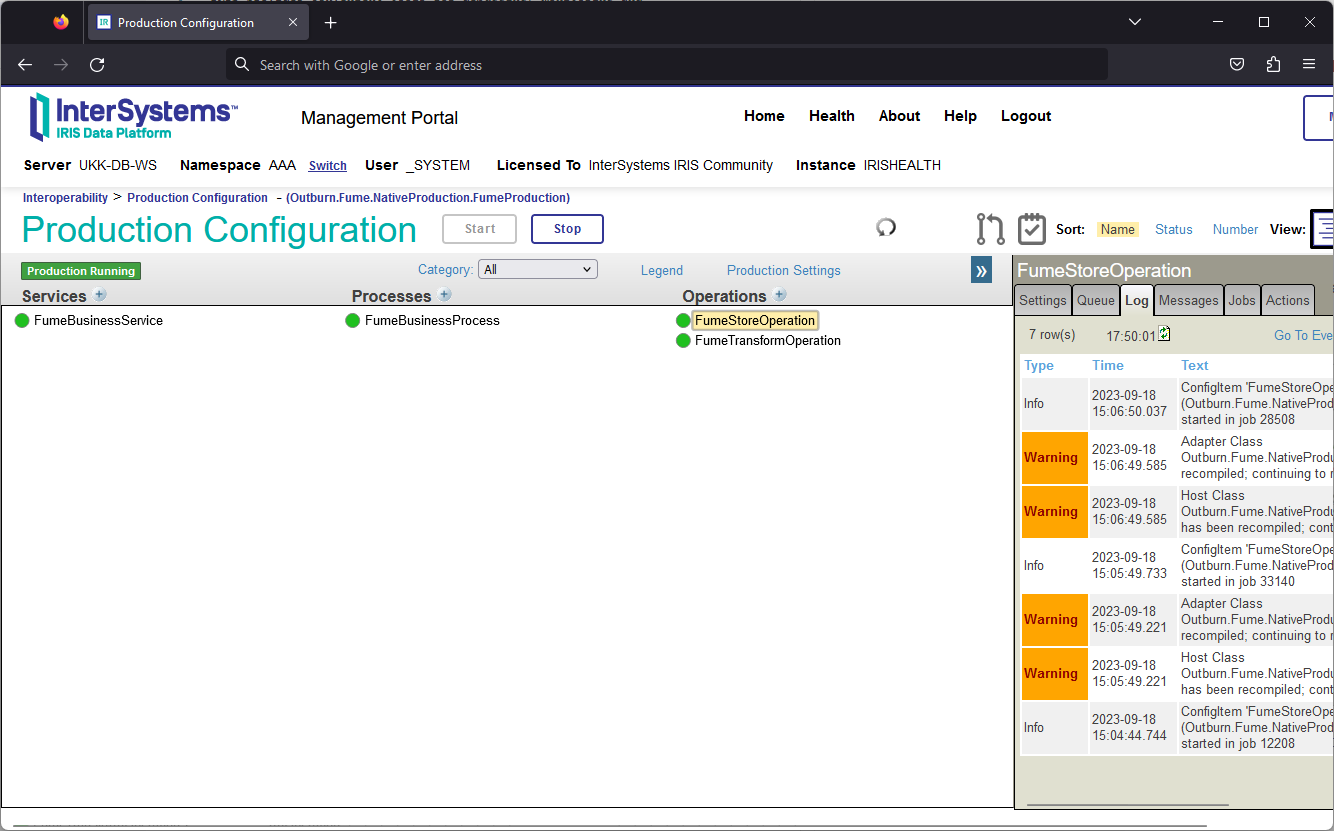 Production Configuration
Search with Google or enter address
InterSystems™
IRIS Data Platform
Management Portal
Home Health About Help Logout
Server UKK-DB-WS Namespace AAA Switch User _SYSTEM Licensed To InterSystems IRIS Community Instance IRISHEALTH
Interoperability > Production Configuration - (Outburn.Fume.NativeProduction.FumeProduction)
Production Configuration
Start
Stop
Sort: Name Status Number View:
Production Running
Category: All
Legend
Production Settings
»
Services
Processes
Operations
FumeBusinessService
FumeBusinessProcess
FumeStoreOperation
FumeTransformOperation
FumeStoreOperation
Settings Queue Log Messages Jobs Actions
7 row(s) 17:50:01 Go To Eve
Type Time Text
Info
2023-09-18
15:06:50.037
ConfigItem 'FumeStoreOpe
(Outburn.Fume.NativeProd
started in job 28508
Warning
2023-09-18
15:06:49.585
Adapter Class
Outburn.Fume.NativeProdu
recompiled; continuing to r
Warning
2023-09-18
15:06:49.585
Host Class
Outburn.Fume.NativeProdu
has been recompiled; cont
Info
2023-09-18
15:05:49.733
ConfigItem 'FumeStoreOpe
(Outburn.Fume.NativeProd
started in job 33140
Warning
2023-09-18
15:05:49.221
Adapter Class
Outburn.Fume.NativeProdu
recompiled; continuing to r
Warning
2023-09-18
15:05:49.221
Host Class
Outburn.Fume.NativeProdu
has been recompiled; cont
Info
2023-09-18
15:04:44.744
ConfigItem 'FumeStoreOpe
(Outburn.Fume.NativeProd
started in job 12208